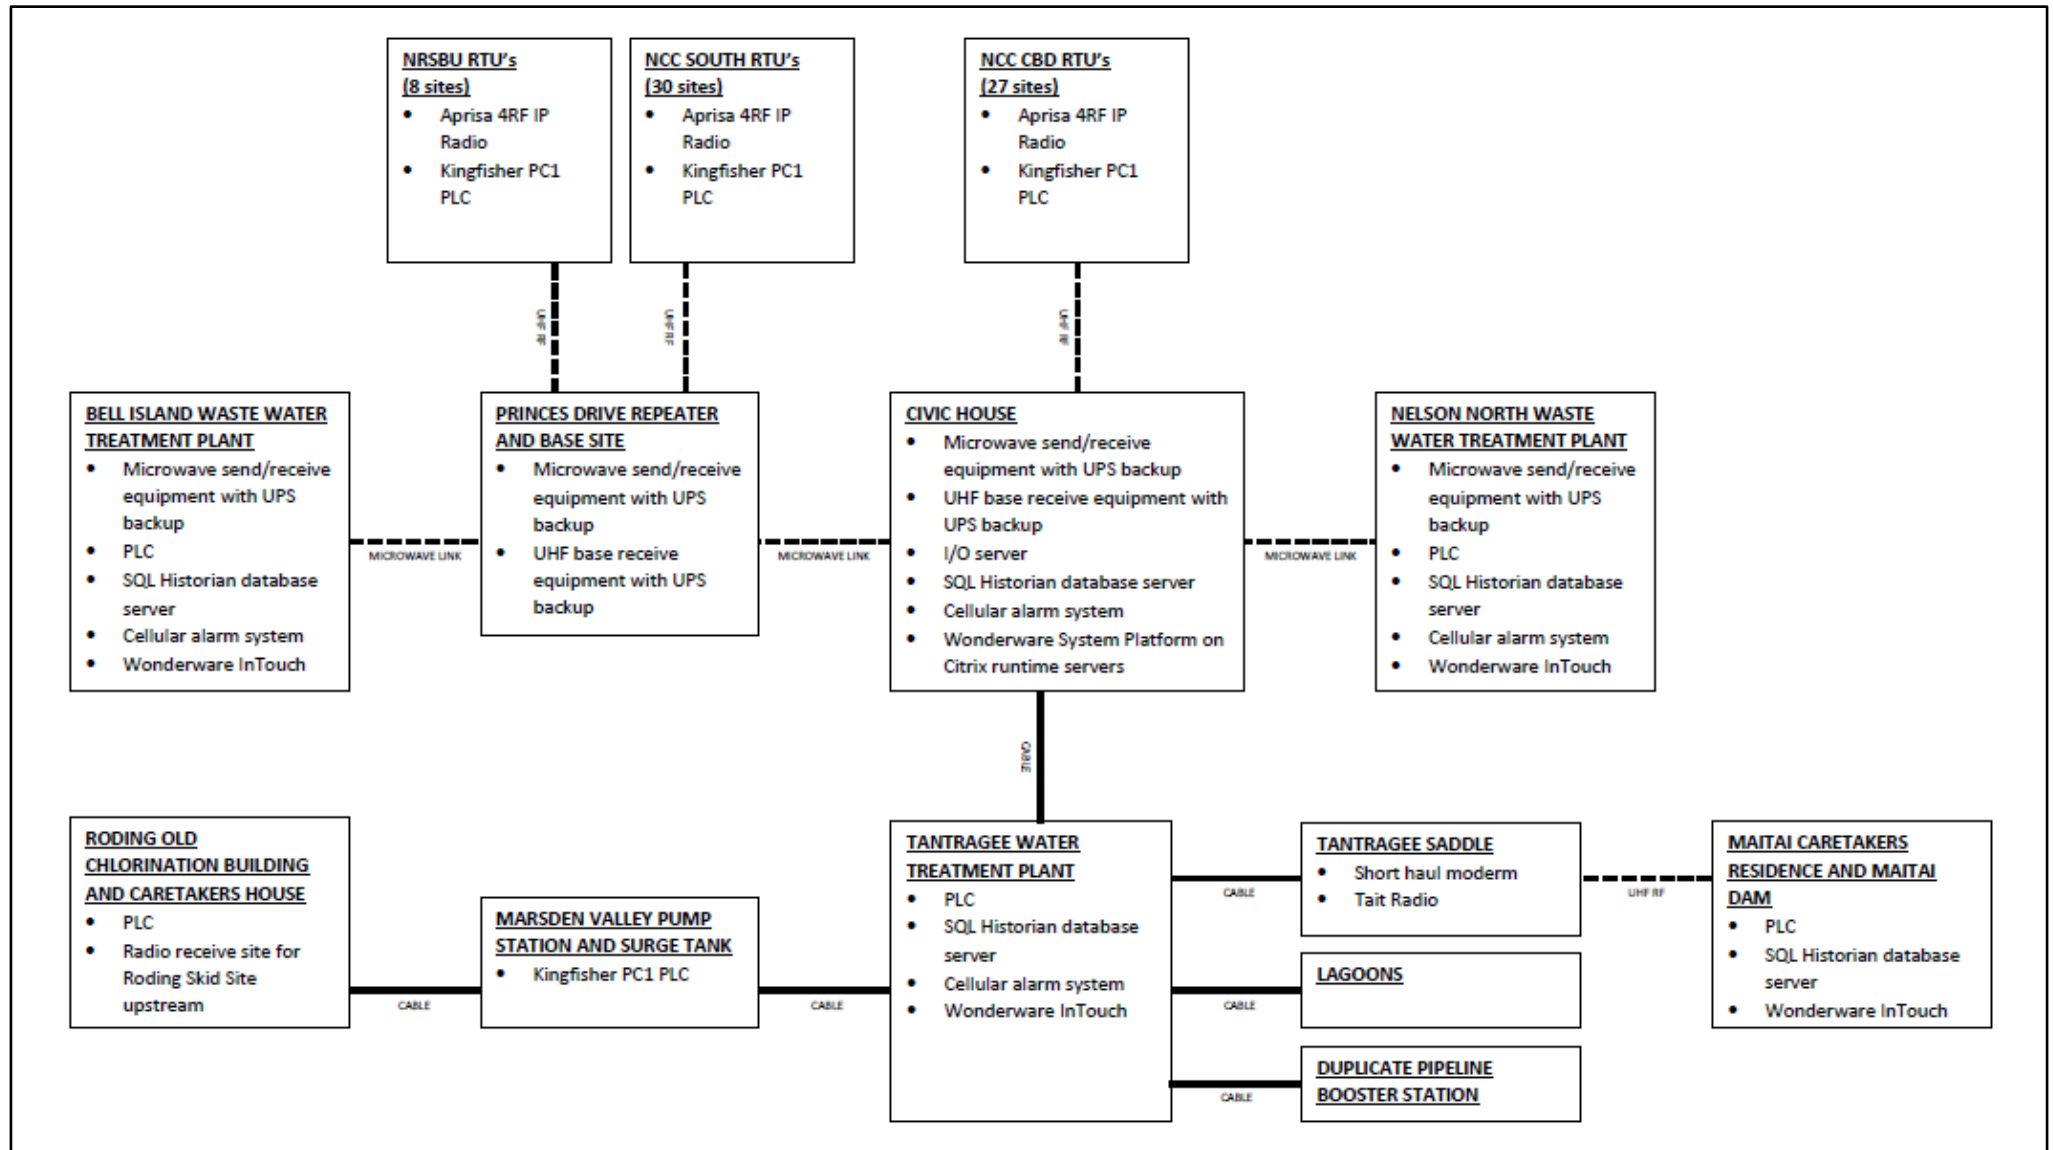 NRSBU RTU's
(8 sites)
• Aprisa 4RF IP
Radio
• Kingfisher PC1
PLC
NCC SOUTH RTU's
(30 sites)
• Aprisa 4RF IP
Radio
• Kingfisher PC1
PLC
NCC CBD RTU's
(27 sites)
• Aprisa 4RF IP
Radio
• Kingfisher PC1
PLC
UHF RF
UHF RF
UHF RF
BELL ISLAND WASTE WATER
TREATMENT PLANT
• Microwave send/receive
equipment with UPS
backup
• PLC
• SQL Historian database
server
• Cellular alarm system
• Wonderware InTouch
MICROWAVE LINK
PRINCES DRIVE REPEATER
AND BASE SITE
• Microwave send/receive
equipment with UPS
backup
• UHF base receive
equipment with UPS
backup
MICROWAVE LINK
CIVIC HOUSE
• Microwave send/receive
equipment with UPS backup
• UHF base receive equipment with
UPS backup
• I/O server
• SQL Historian database server
• Cellular alarm system
• Wonderware System Platform on
Citrix runtime servers
MICROWAVE LINK
NELSON NORTH WASTE
WATER TREATMENT PLANT
• Microwave send/receive
equipment with UPS
backup
• PLC
• SQL Historian database
server
• Cellular alarm system
• Wonderware InTouch
CABLE
RODING OLD
CHLORINATION BUILDING
AND CARETAKERS HOUSE
• PLC
• Radio receive site for
Roding Skid Site
upstream
CABLE
MARSDEN VALLEY PUMP
STATION AND SURGE TANK
• Kingfisher PC1 PLC
CABLE
TANTRAGEE WATER
TREATMENT PLANT
• PLC
• SQL Historian database
server
• Cellular alarm system
• Wonderware InTouch
CABLE
TANTRAGEE SADDLE
• Short haul moderm
• Tait Radio
UHF RF
MAITAI CARETAKERS
RESIDENCE AND MAITAI
DAM
• PLC
• SQL Historian database
server
• Wonderware InTouch
CABLE
LAGOONS
CABLE
DUPLICATE PIPELINE
BOOSTER STATION